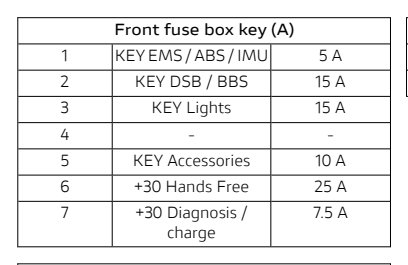 Front fuse box key (A)
1 KEY EMS / ABS / IMU 5 A
2 KEY DSB / BBS 15 A
3 KEY Lights 15 A
4 - -
5 KEY Accessories 10 A
6 +30 Hands Free 25 A
7 +30 Diagnosis / 7.5 A
charge